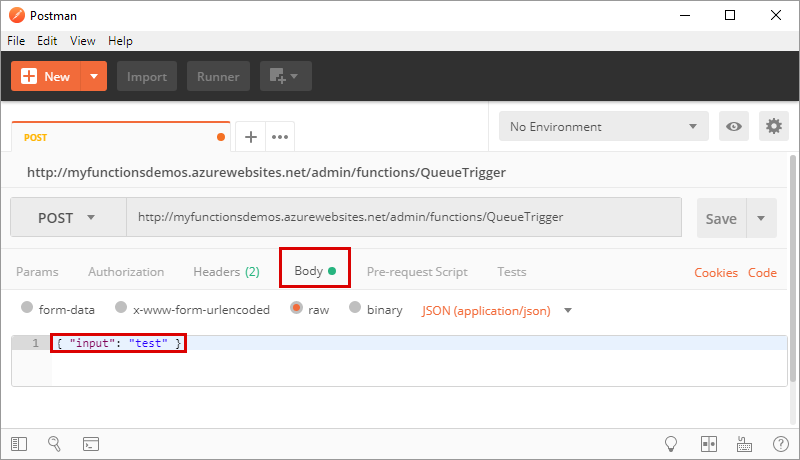 Postman
File Edit View Help
New Import Runner
POST No Environment
http://myfunctionsdemos.azurewebsites.net/admin/functions/QueueTrigger
POST http://myfunctionsdemos.azurewebsites.net/admin/functions/QueueTrigger Save
Params Authorization Headers (2) Body Pre-request Script Tests Cookies Code
form-data x-www-form-urlencoded raw binary JSON (application/json)
1 { "input": "test" }